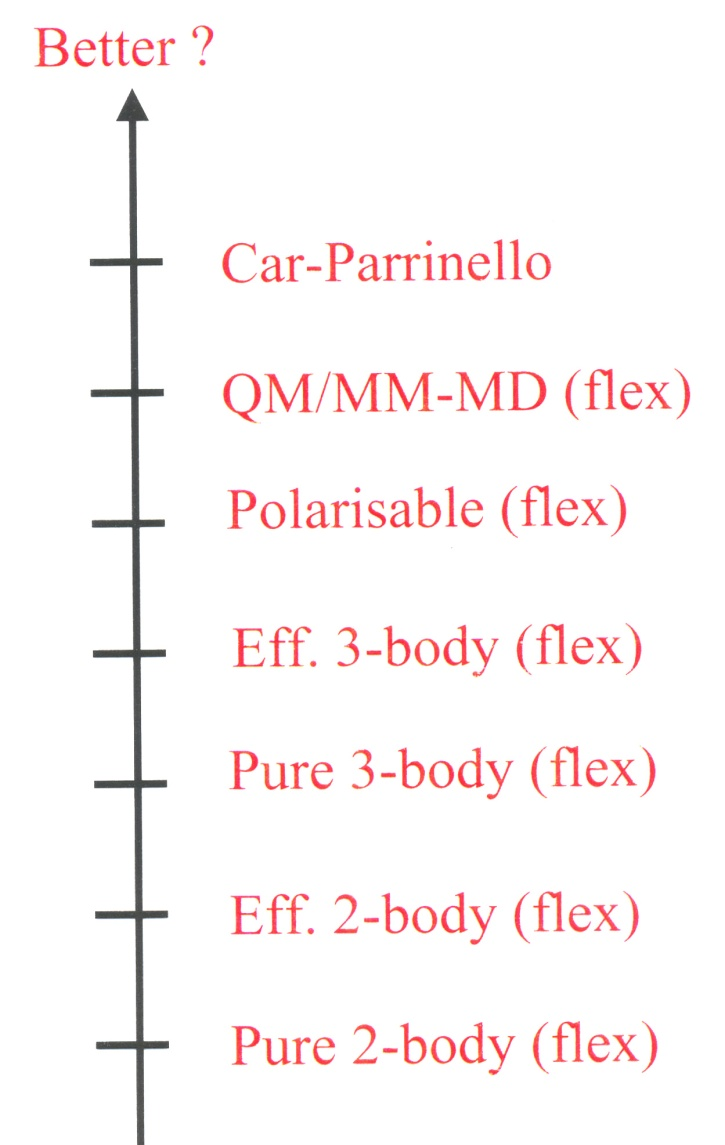 Better ?
Car-Parrinello
QM/MM-MD (flex)
Polarisable (flex)
Eff. 3-body (flex)
Pure 3-body (flex)
Eff. 2-body (flex)
Pure 2-body (flex)